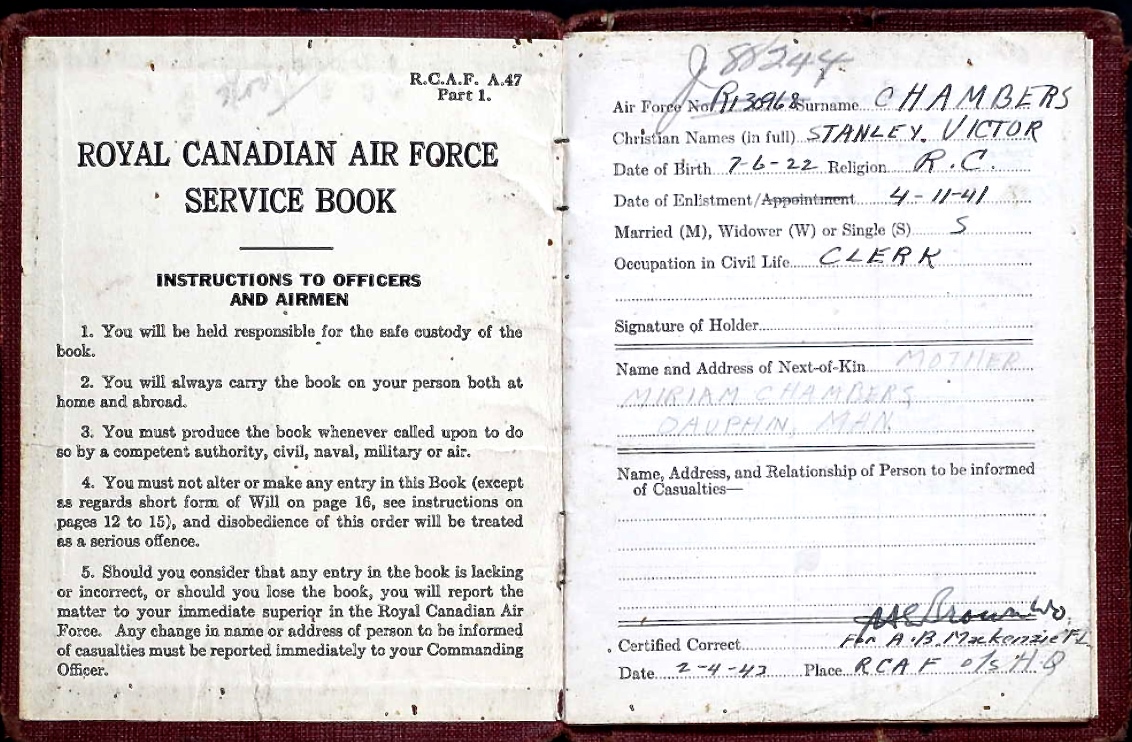 R.C.A.F. A.47
Part 1.
ROYAL CANADIAN AIR FORCE
SERVICE BOOK
INSTRUCTIONS TO OFFICERS
AND AIRMEN
1. You will be held responsible for the safe custody of the
book.
2. You will always carry the book on your person both at
home and abroad.
3. You must produce the book whenever called upon to do
so by a competent authority, civil, naval, military or air.
4. You must not alter or make any entry in this Book (except
as regards short form of Will on page 16, see instructions on
pages 12 to 15), and disobedience of this order will be treated
as a serious offence.
5. Should you consider that any entry in the book is lacking
or incorrect, or should you lose the book, you will report the
matter to your immediate superior in the Royal Canadian Air
Force. Any change in name or address of person to be informed
of casualties must be reported immediately to your Commanding
Officer.
J 88244
Air Force No. Surname CHAMBERS
Christian Names (in full) STANLEY. VICTOR
Date of Birth 7-6-22 Religion R.C.
Date of Enlistment/Appointment 4-11-41
Married (M), Widower (W) or Single (S) S
Occupation in Civil Life CLERK
Signature of Holder
Name and Address of Next-of-Kin MOTHER
MIRIAM CHAMBERS
DAUPHIN, MAN.
Name, Address, and Relationship of Person to be informed
of Casualties—
Brown
Certified Correct For A.B. Mackenzie F/L
Date 2-4-43 Place RCAF o/s H.Q